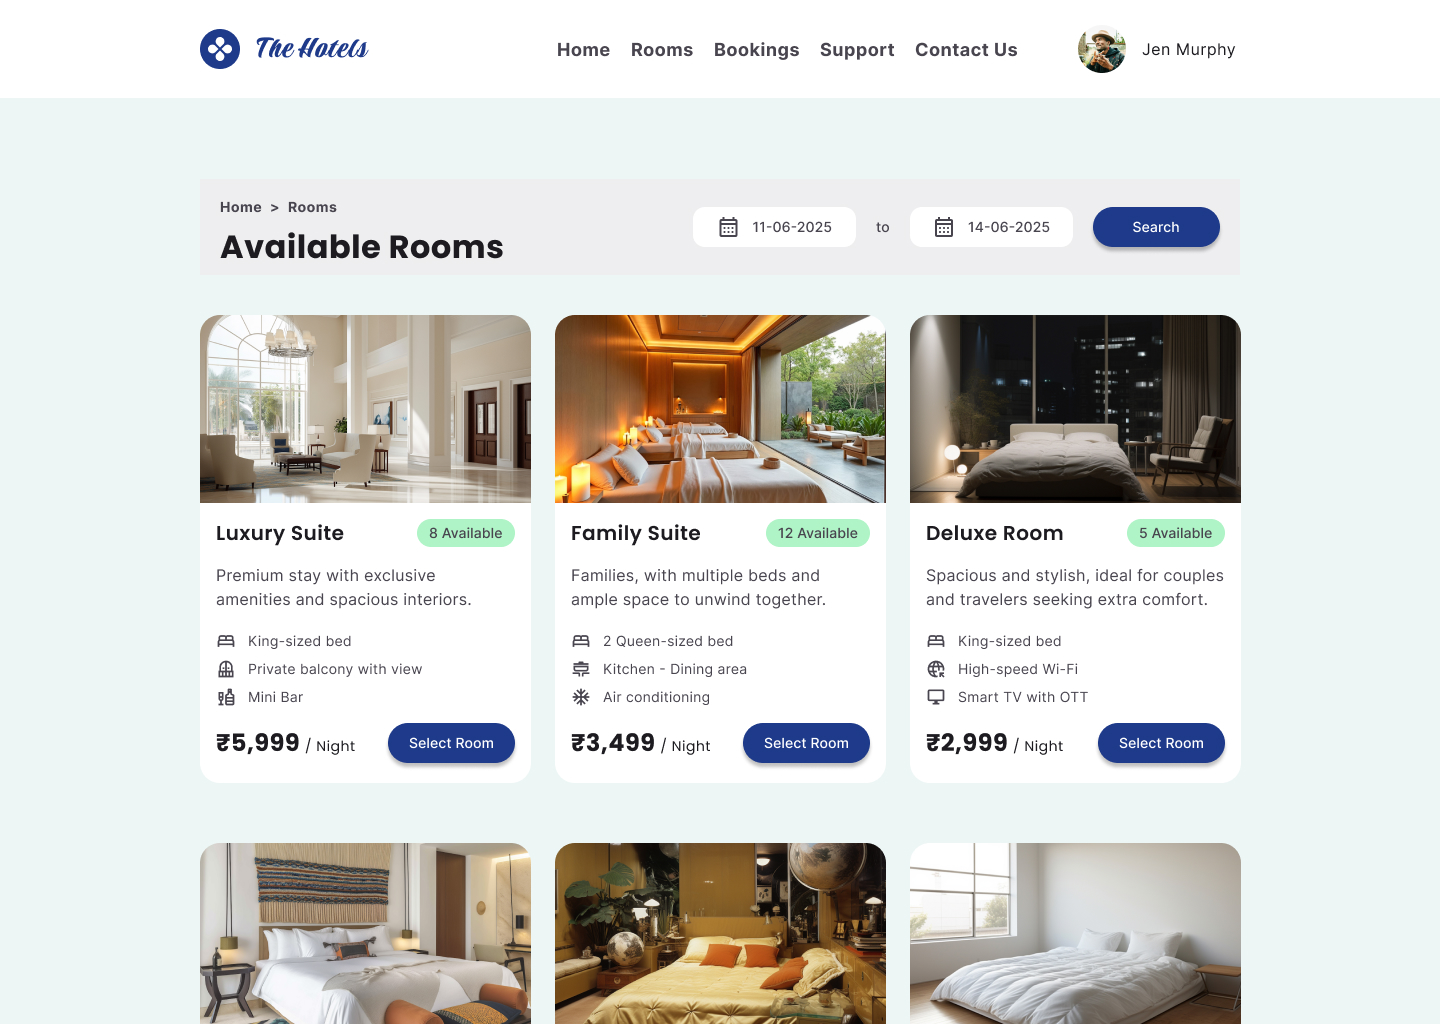 The Hotels
Home Rooms Bookings Support Contact Us
Jen Murphy
Home > Rooms
Available Rooms
11-06-2025 to 14-06-2025 Search
Luxury Suite
8 Available
Premium stay with exclusive
amenities and spacious interiors.
King-sized bed
Private balcony with view
Mini Bar
₹5,999 / Night
Select Room
Family Suite
12 Available
Families, with multiple beds and
ample space to unwind together.
2 Queen-sized bed
Kitchen - Dining area
Air conditioning
₹3,499 / Night
Select Room
Deluxe Room
5 Available
Spacious and stylish, ideal for couples
and travelers seeking extra comfort.
King-sized bed
High-speed Wi-Fi
Smart TV with OTT
₹2,999 / Night
Select Room